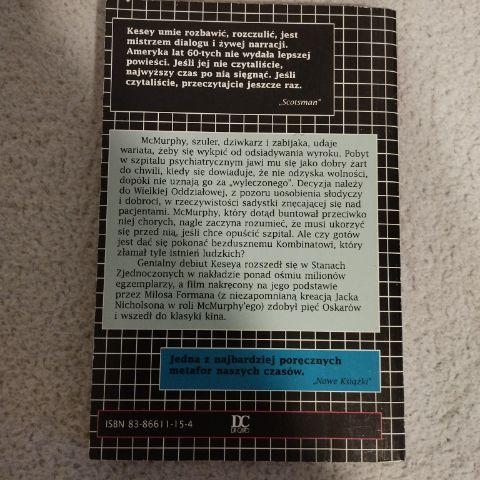 Kesey umie rozbawić, rozczulić, jest
mistrzem dialogu i żywej narracji.
Ameryka lat 60-tych nie wydała lepszej
powieści. Jeśli jej nie czytaliście,
najwyższy czas po nią sięgnąć. Jeśli
czytaliście, przeczytajcie jeszcze raz.
„Scotsman"
McMurphy, szuler, dziwkarz i zabijaka, udaje
wariata, żeby się wykpić od odsiadywania wyroku. Pobyt
w szpitalu psychiatrycznym jawi mu się jako dobry żart
do chwili, kiedy się dowiaduje, że nie odzyska wolności,
dopóki nie uznają go za „wyleczonego". Decyzja należy
do Wielkiej Oddziałowej, z pozoru uosobienia słodyczy
i dobroci, w rzeczywistości sadystki znęcającej się nad
pacjentami. McMurphy, który dotąd buntował przeciwko
niej chorych, nagle zaczyna rozumieć, że musi ukorzyć
się przed nią, jeśli chce opuścić szpital. Ale czy gotów
jest dać się pokonać bezdusznemu Kombinatowi, który
złamał tyle istnień ludzkich?
Genialny debiut Keseya rozszedł się w Stanach
Zjednoczonych w nakładzie ponad ośmiu milionów
egzemplarzy, a film nakręcony na jego podstawie
przez Milosa Formana (z niezapomnianą kreacją Jacka
Nicholsona w roli McMurphy'ego) zdobył pięć Oskarów
i wszedł do klasyki kina.
Jedna z najbardziej poręcznych
metafor naszych czasów.
„Nowe Książki"
ISBN 83-86611-15-4
DC